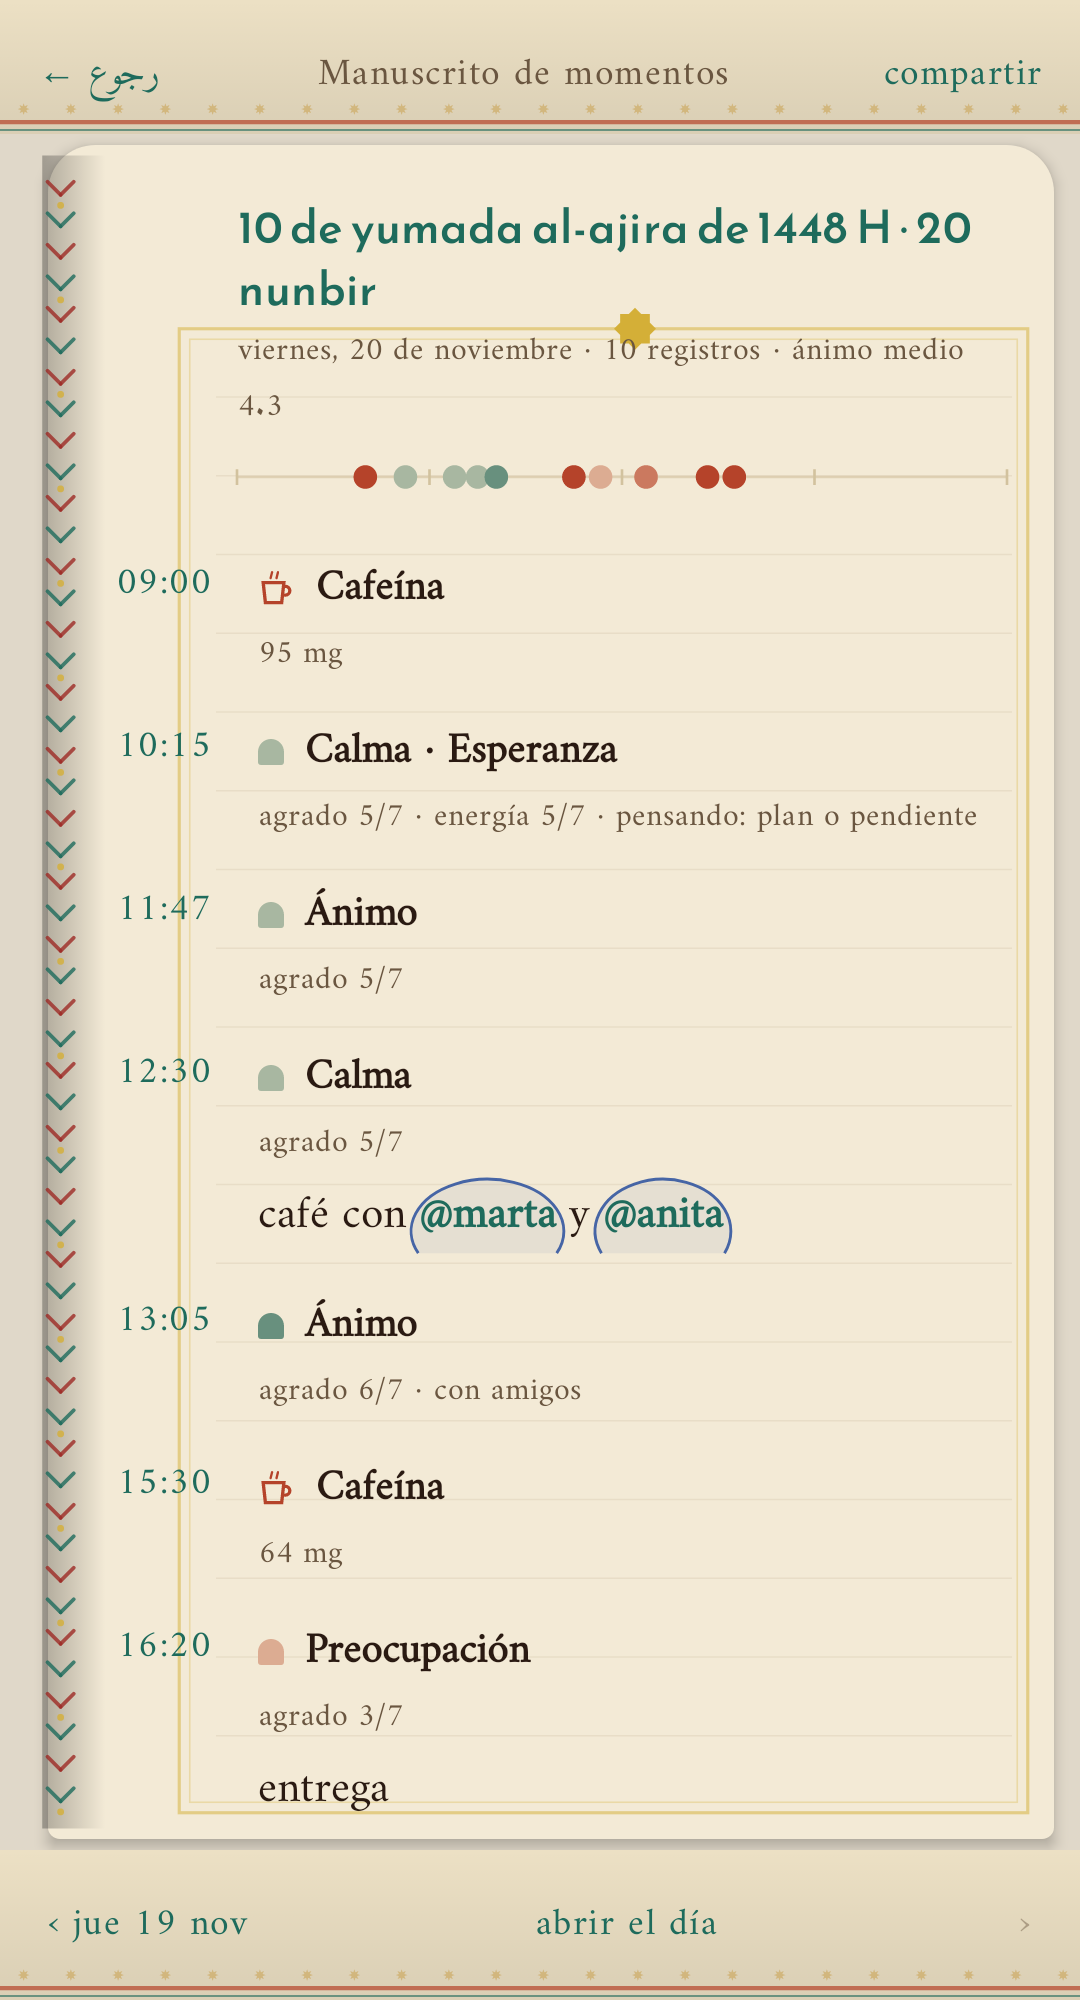 ← رجوع
Manuscrito de momentos
compartir
10 de yumada al-ajira de 1448 H · 20
nunbir
viernes, 20 de noviembre · 10 registros · ánimo medio
4.3
09:00 Cafeína
95 mg
10:15 Calma · Esperanza
agrado 5/7 · energía 5/7 · pensando: plan o pendiente
11:47 Ánimo
agrado 5/7
12:30 Calma
agrado 5/7
café con @marta y @anita
13:05 Ánimo
agrado 6/7 · con amigos
15:30 Cafeína
64 mg
16:20 Preocupación
agrado 3/7
entrega
‹ jue 19 nov
abrir el día
›